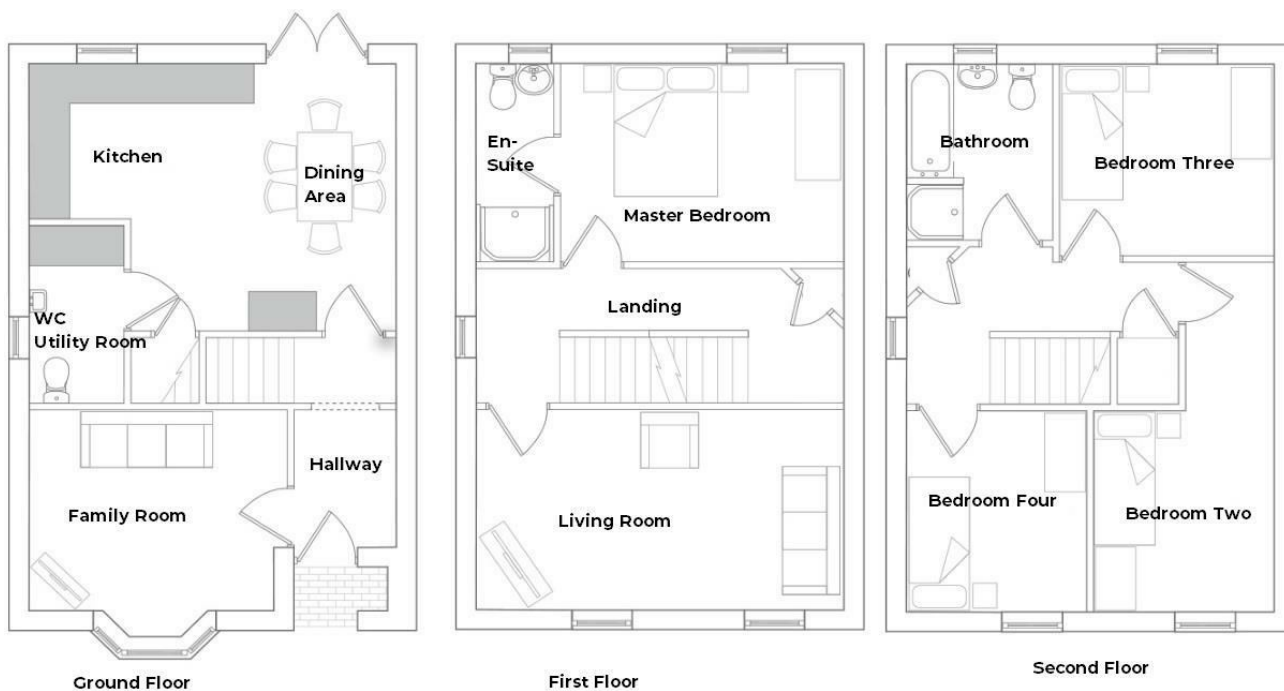 Kitchen
Dining
Area
WC
Utility Room
Hallway
Family Room
Ground Floor
En-
Suite
Master Bedroom
Landing
Living Room
First Floor
Bathroom
Bedroom Three
Bedroom Four
Bedroom Two
Second Floor